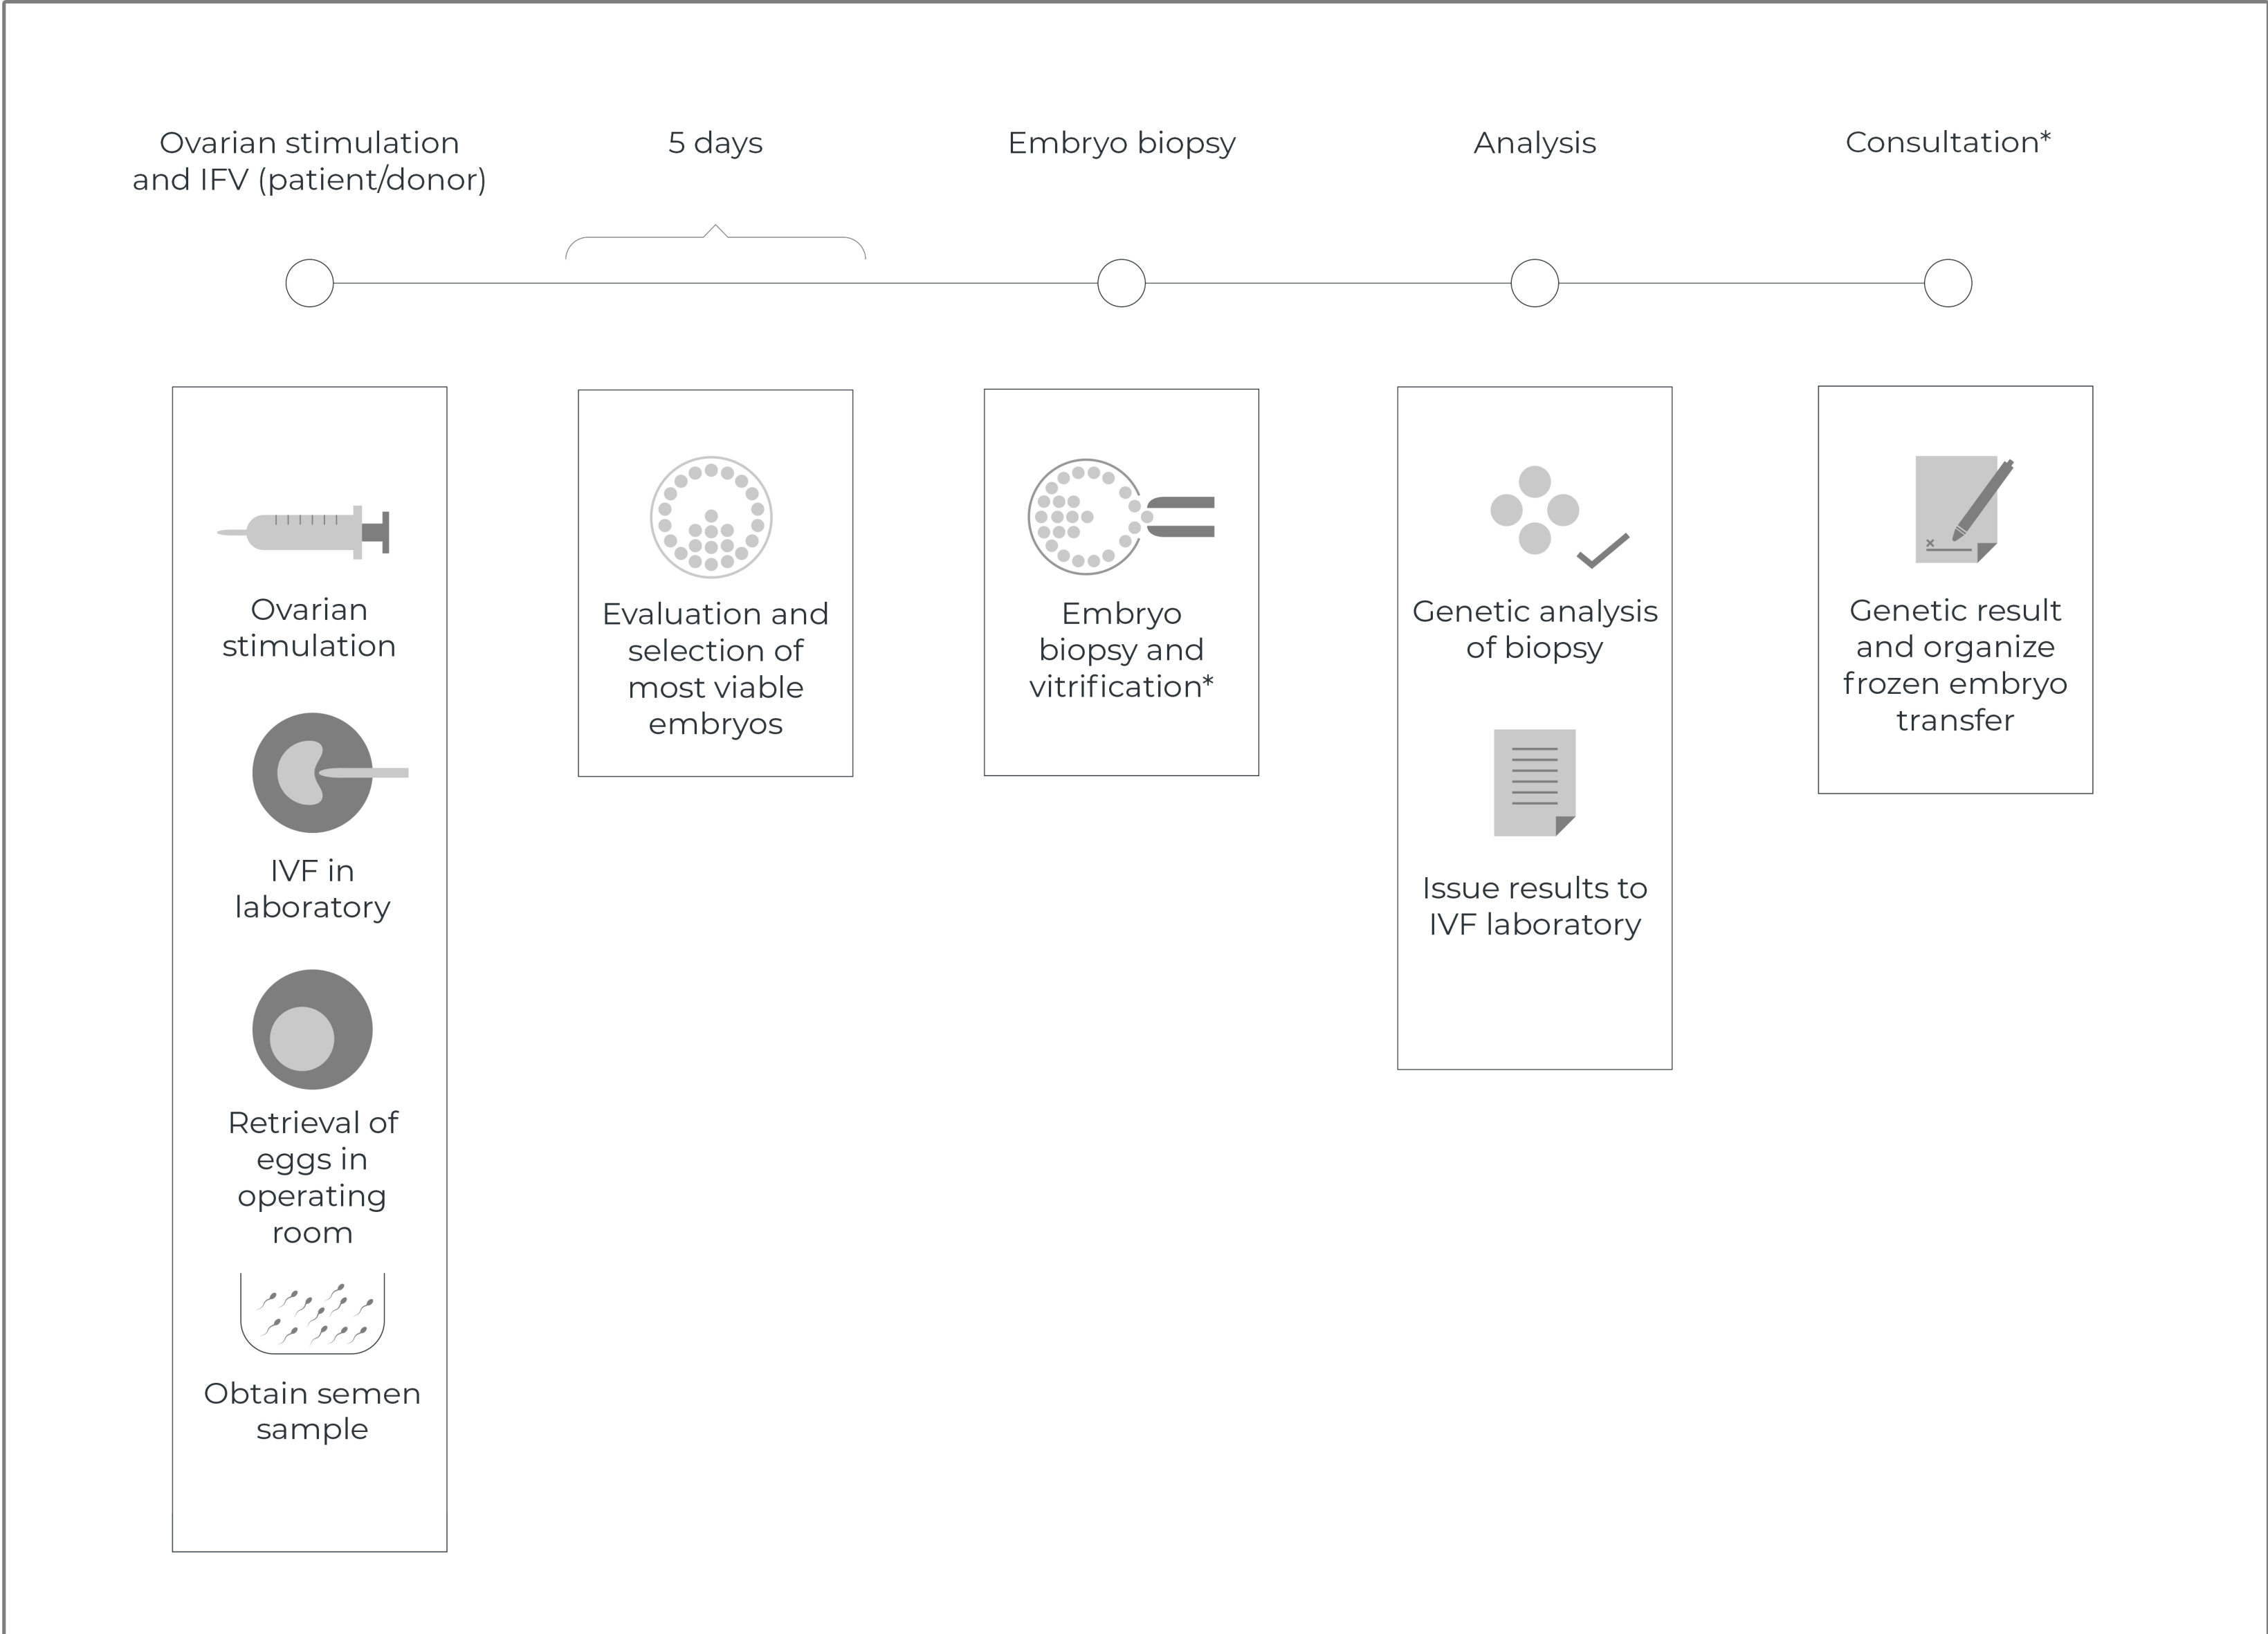 Ovarian stimulation
and IFV (patient/donor)
5 days
Embryo biopsy
Analysis
Consultation*
Ovarian
stimulation
IVF in
laboratory
Retrieval of
eggs in
operating
room
Obtain semen
sample
Evaluation and
selection of
most viable
embryos
Embryo
biopsy and
vitrification*
Genetic analysis
of biopsy
Issue results to
IVF laboratory
Genetic result
and organize
frozen embryo
transfer